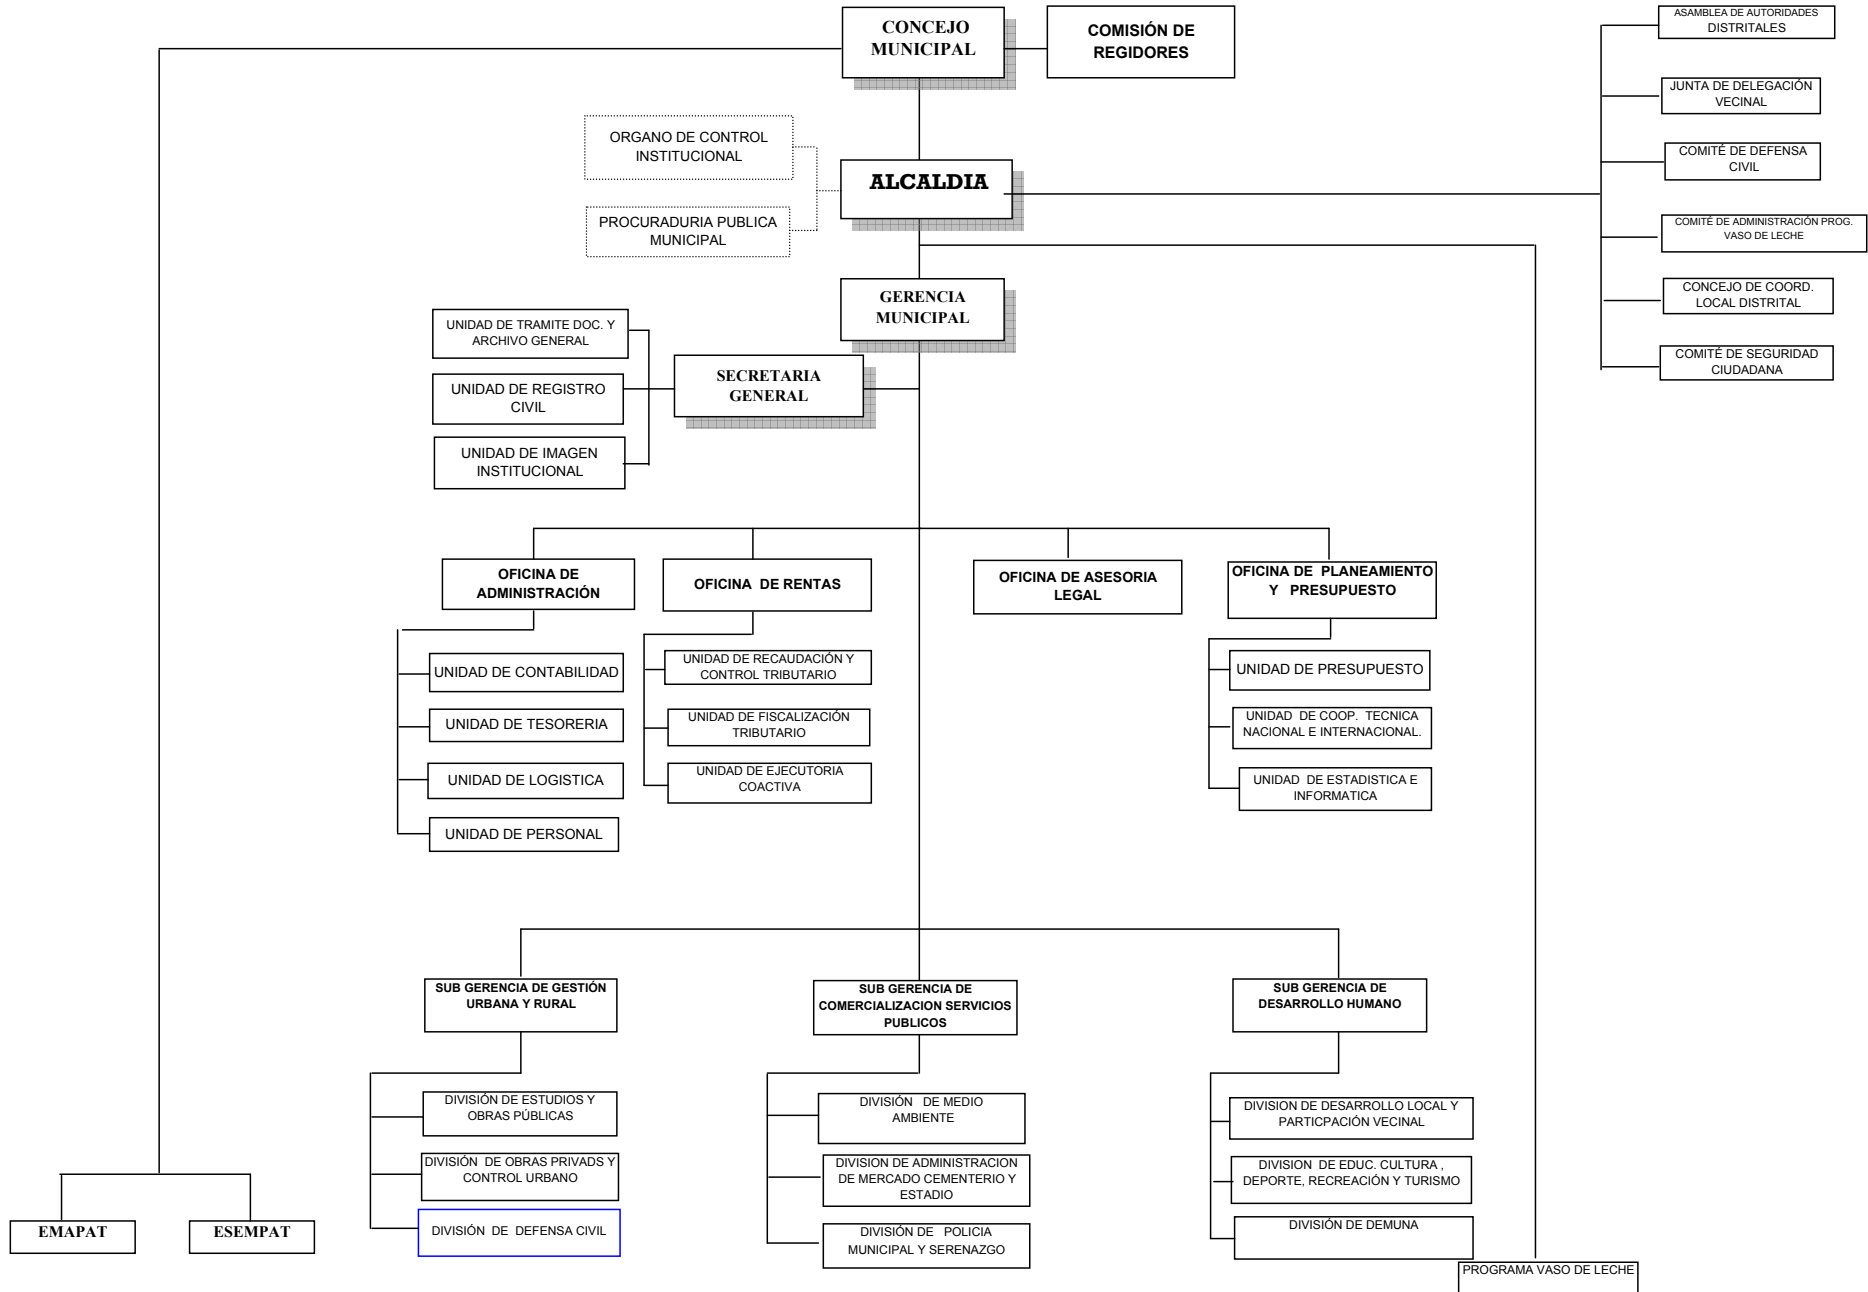 CONCEJO
MUNICIPAL
COMISIÓN DE
REGIDORES
ASAMBLEA DE AUTORIDADES
DISTRITALES
JUNTA DE DELEGACIÓN
VECINAL
COMITÉ DE DEFENSA
CIVIL
COMITÉ DE ADMINISTRACIÓN PROG.
VASO DE LECHE
CONCEJO DE COORD.
LOCAL DISTRITAL
COMITÉ DE SEGURIDAD
CIUDADANA
ORGANO DE CONTROL
INSTITUCIONAL
ALCALDIA
PROCURADURIA PUBLICA
MUNICIPAL
GERENCIA
MUNICIPAL
UNIDAD DE TRAMITE DOC. Y
ARCHIVO GENERAL
SECRETARIA
GENERAL
UNIDAD DE REGISTRO
CIVIL
UNIDAD DE IMAGEN
INSTITUCIONAL
OFICINA DE
ADMINISTRACIÓN
OFICINA DE RENTAS
OFICINA DE ASESORIA
LEGAL
OFICINA DE PLANEAMIENTO
Y PRESUPUESTO
UNIDAD DE CONTABILIDAD
UNIDAD DE TESORERIA
UNIDAD DE LOGISTICA
UNIDAD DE PERSONAL
UNIDAD DE RECAUDACIÓN Y
CONTROL TRIBUTARIO
UNIDAD DE FISCALIZACIÓN
TRIBUTARIO
UNIDAD DE EJECUTORIA
COACTIVA
UNIDAD DE PRESUPUESTO
UNIDAD DE COOP. TECNICA
NACIONAL E INTERNACIONAL.
UNIDAD DE ESTADISTICA E
INFORMATICA
SUB GERENCIA DE GESTIÓN
URBANA Y RURAL
SUB GERENCIA DE
COMERCIALIZACION SERVICIOS
PUBLICOS
SUB GERENCIA DE
DESARROLLO HUMANO
DIVISIÓN DE ESTUDIOS Y
OBRAS PÚBLICAS
DIVISIÓN DE OBRAS PRIVADS Y
CONTROL URBANO
DIVISIÓN DE DEFENSA CIVIL
DIVISIÓN DE MEDIO
AMBIENTE
DIVISION DE ADMINISTRACION
DE MERCADO CEMENTERIO Y
ESTADIO
DIVISIÓN DE POLICIA
MUNICIPAL Y SERENAZGO
DIVISION DE DESARROLLO LOCAL Y
PARTICPACIÓN VECINAL
DIVISION DE EDUC. CULTURA ,
DEPORTE, RECREACIÓN Y TURISMO
DIVISIÓN DE DEMUNA
EMAPAT
ESEMPAT
PROGRAMA VASO DE LECHE